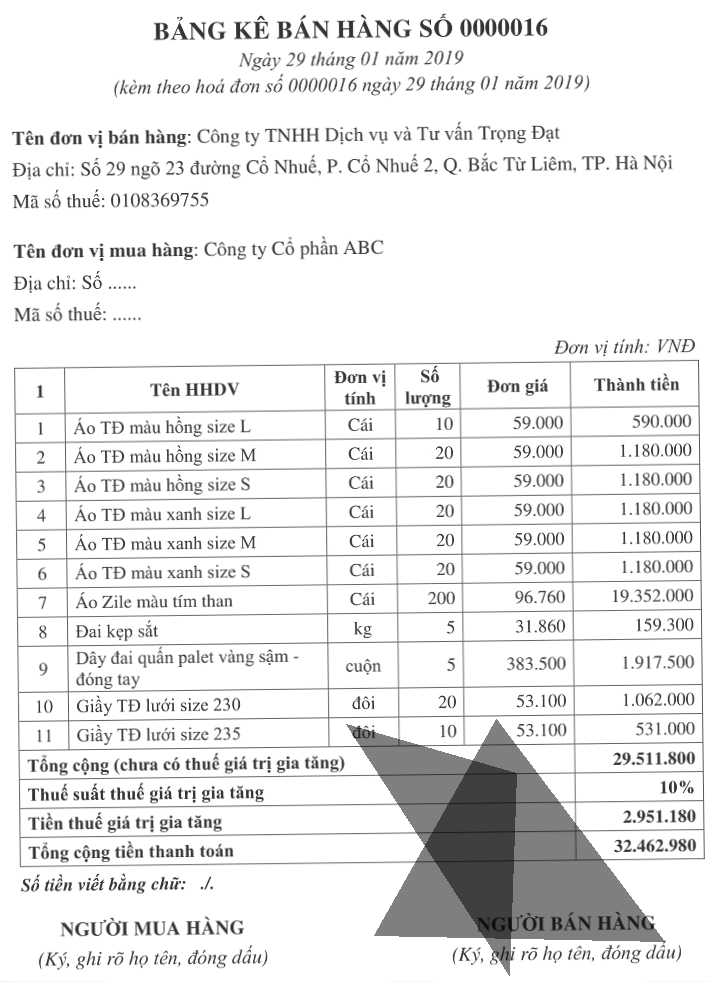 BẢNG KÊ BÁN HÀNG SỐ 0000016
Ngày 29 tháng 01 năm 2019
(kèm theo hoá đơn số 0000016 ngày 29 tháng 01 năm 2019)
Tên đơn vị bán hàng: Công ty TNHH Dịch vụ và Tư vấn Trọng Đạt
Địa chỉ: Số 29 ngõ 23 đường Cổ Nhuế, P. Cổ Nhuế 2, Q. Bắc Từ Liêm, TP. Hà Nội
Mã số thuế: 0108369755
Tên đơn vị mua hàng: Công ty Cổ phần ABC
Địa chỉ: Số ......
Mã số thuế: ......
Đơn vị tính: VNĐ
1 Tên HHDV Đơn vị tính Số lượng Đơn giá Thành tiền
1 Áo TĐ màu hồng size L Cái 10 59.000 590.000
2 Áo TĐ màu hồng size M Cái 20 59.000 1.180.000
3 Áo TĐ màu hồng size S Cái 20 59.000 1.180.000
4 Áo TĐ màu xanh size L Cái 20 59.000 1.180.000
5 Áo TĐ màu xanh size M Cái 20 59.000 1.180.000
6 Áo TĐ màu xanh size S Cái 20 59.000 1.180.000
7 Áo Zile màu tím than Cái 200 96.760 19.352.000
8 Đai kẹp sắt kg 5 31.860 159.300
9 Dây đai quấn palet vàng sậm - đóng tay cuộn 5 383.500 1.917.500
10 Giầy TĐ lưới size 230 đôi 20 53.100 1.062.000
11 Giầy TĐ lưới size 235 đôi 10 53.100 531.000
Tổng cộng (chưa có thuế giá trị gia tăng) 29.511.800
Thuế suất thuế giá trị gia tăng 10%
Tiền thuế giá trị gia tăng 2.951.180
Tổng cộng tiền thanh toán 32.462.980
Số tiền viết bằng chữ: ./.
NGƯỜI MUA HÀNG NGƯỜI BÁN HÀNG
(Ký, ghi rõ họ tên, đóng dấu) (Ký, ghi rõ họ tên, đóng dấu)